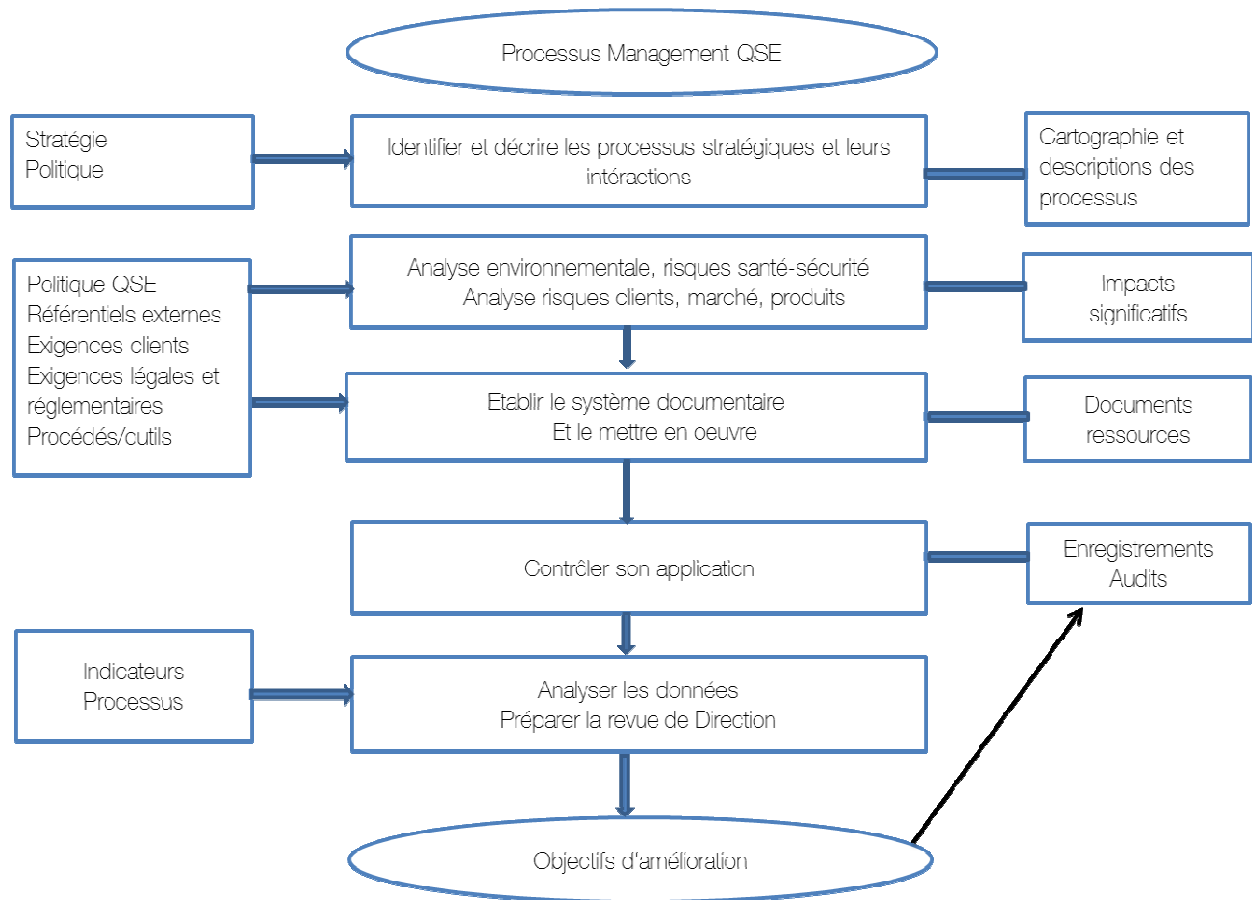 Processus Management QSE
Stratégie
Politique
Identifier et décrire les processus stratégiques et leurs
intéractions
Cartographie et
descriptions des
processus
Politique QSE
Référentiels externes
Exigences clients
Exigences légales et
réglementaires
Procédés/outils
Analyse environnementale, risques santé-sécurité
Analyse risques clients, marché, produits
Impacts
significatifs
Etablir le système documentaire
Et le mettre en oeuvre
Documents
ressources
Contrôler son application
Enregistrements
Audits
Indicateurs
Processus
Analyser les données
Préparer la revue de Direction
Objectifs d'amélioration